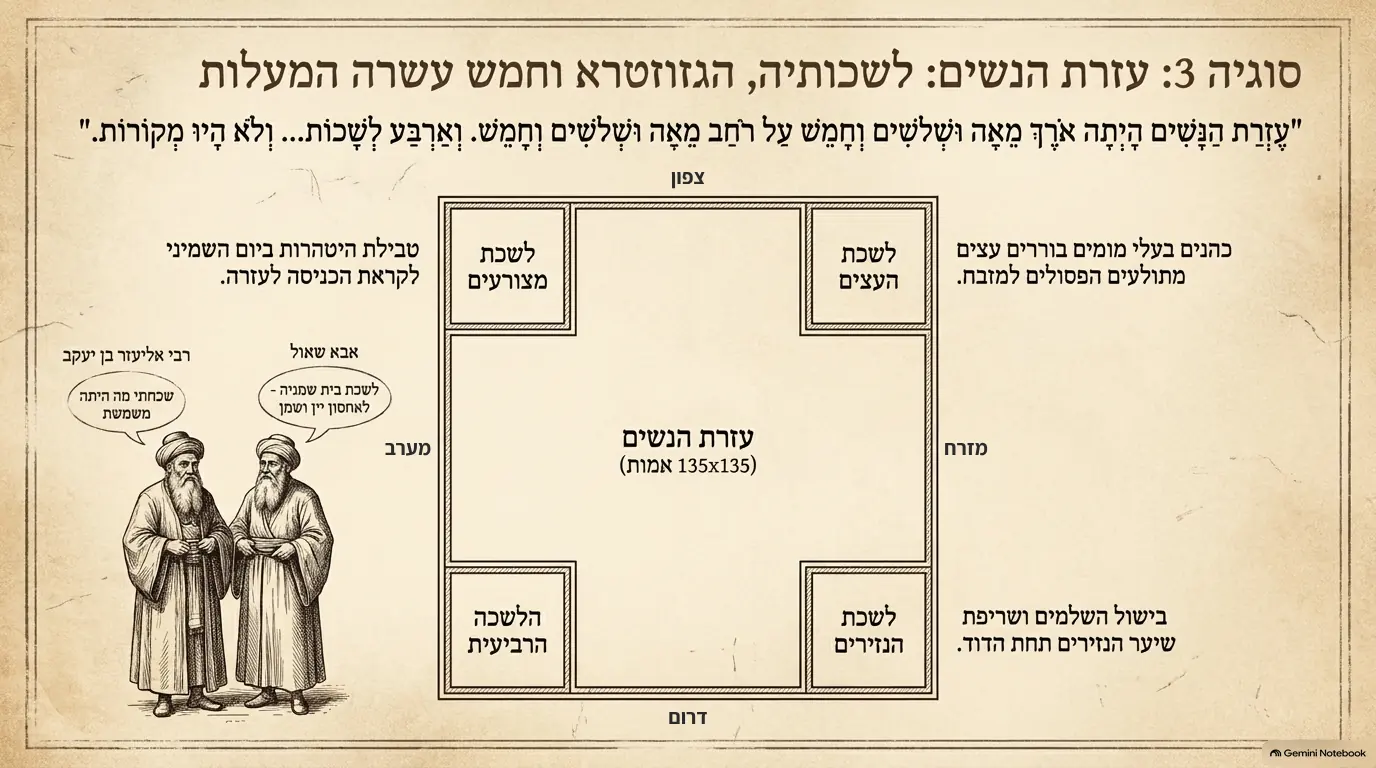 סוגיה 3: עזרת הנשים: לשכותיה, הגזוזטרא וחמש עשרה המעלות
"עֶזְרַת הַנָּשִׁים הָיְתָה אֹרֶךְ מֵאָה וּשְׁלשִׁים וְחָמֵשׁ עַל רֹחַב מֵאָה וּשְׁלשִׁים וְחָמֵשׁ. וְאַרְבַּע לְשָׁכוֹת... וְלֹא הָיוּ מְקוֹרוֹת."
צפון
כהנים בעלי מומים בוררים עצים
מתולעים הפסולים למזבח.
לשכת
העצים
לשכת
מצורעים
טבילת היטהרות ביום השמיני
לקראת הכניסה לעזרה.
אבא שאול
לשכת בית שמניה -
לאחסון יין ושמן
רבי אליעזר בן יעקב
שכחתי מה היתה
משמשת
מזרח
עזרת הנשים
(135x135 אמות)
מערב
בישול השלמים ושריפת
שיער הנזירים תחת הדוד.
לשכת
הנזירים
הלשכה
הרביעית
דרום
Gemini Notebook